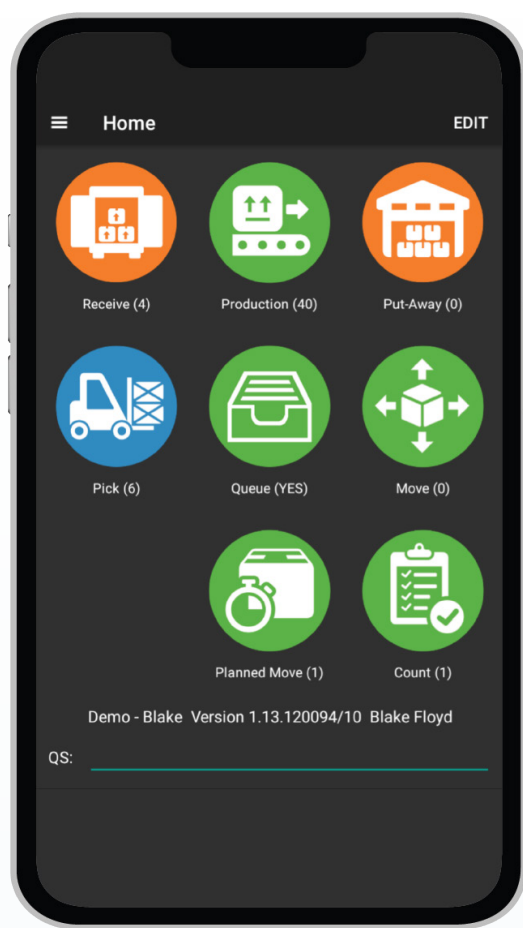 Home
EDIT
Receive (4)
Production (40)
Put-Away (0)
Pick (6)
Queue (YES)
Move (0)
Planned Move (1)
Count (1)
Demo - Blake Version 1.13.120094/10 Blake Floyd
QS: